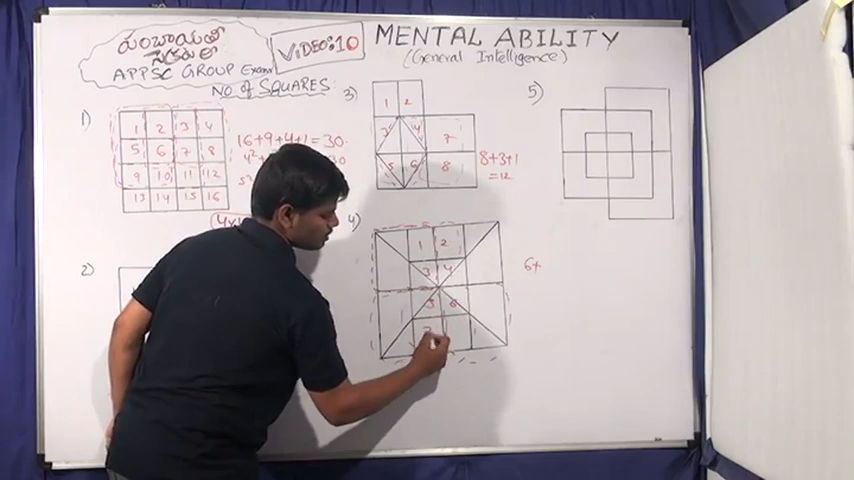 పంబాయతీ
APPSC GROUP Exam
VIDEO:10
MENTAL ABILITY
(General Intelligence)
NO of SQUARES
1)
1 2 3 4
5 6 7 8
9 10 11 12
13 14 15 16
16+9+4+1=30
2)
3)
1 2
3 4 7
5 6 8
8+3+1
=12
4)
1 2
3 4
5 6
7
6+
5)